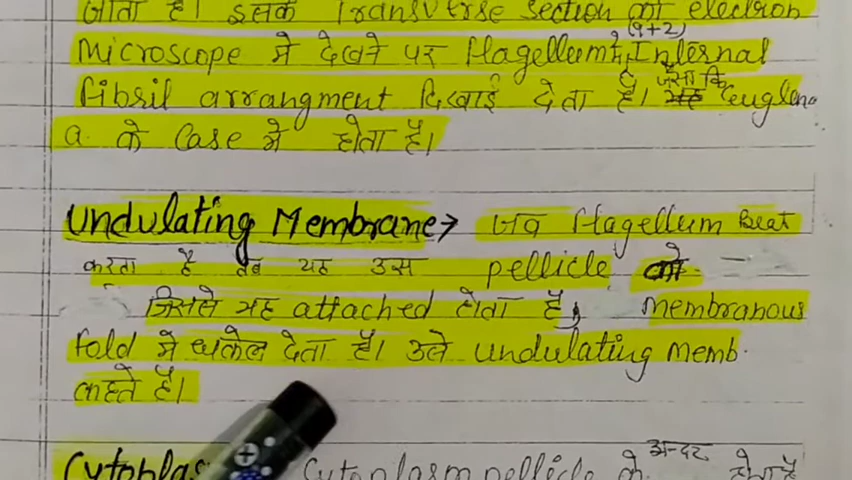 जाता है। इसके Transverse section को electron
Microscope में देखने पर Flagellum में (9+2) Internal
fibril arrangment दिखाई देता है। जैसा कि Euglen
a के Case में होता है।
Undulating Membrane→ जब Flagellum Beat
करता है तब यह उस pellicle को
जिससे यह attached होता है, membranous
fold में धकेल देता है। उसे undulating memb.
कहते है।
Cytoplas Cytoplasm pellicle के अन्दर होता है